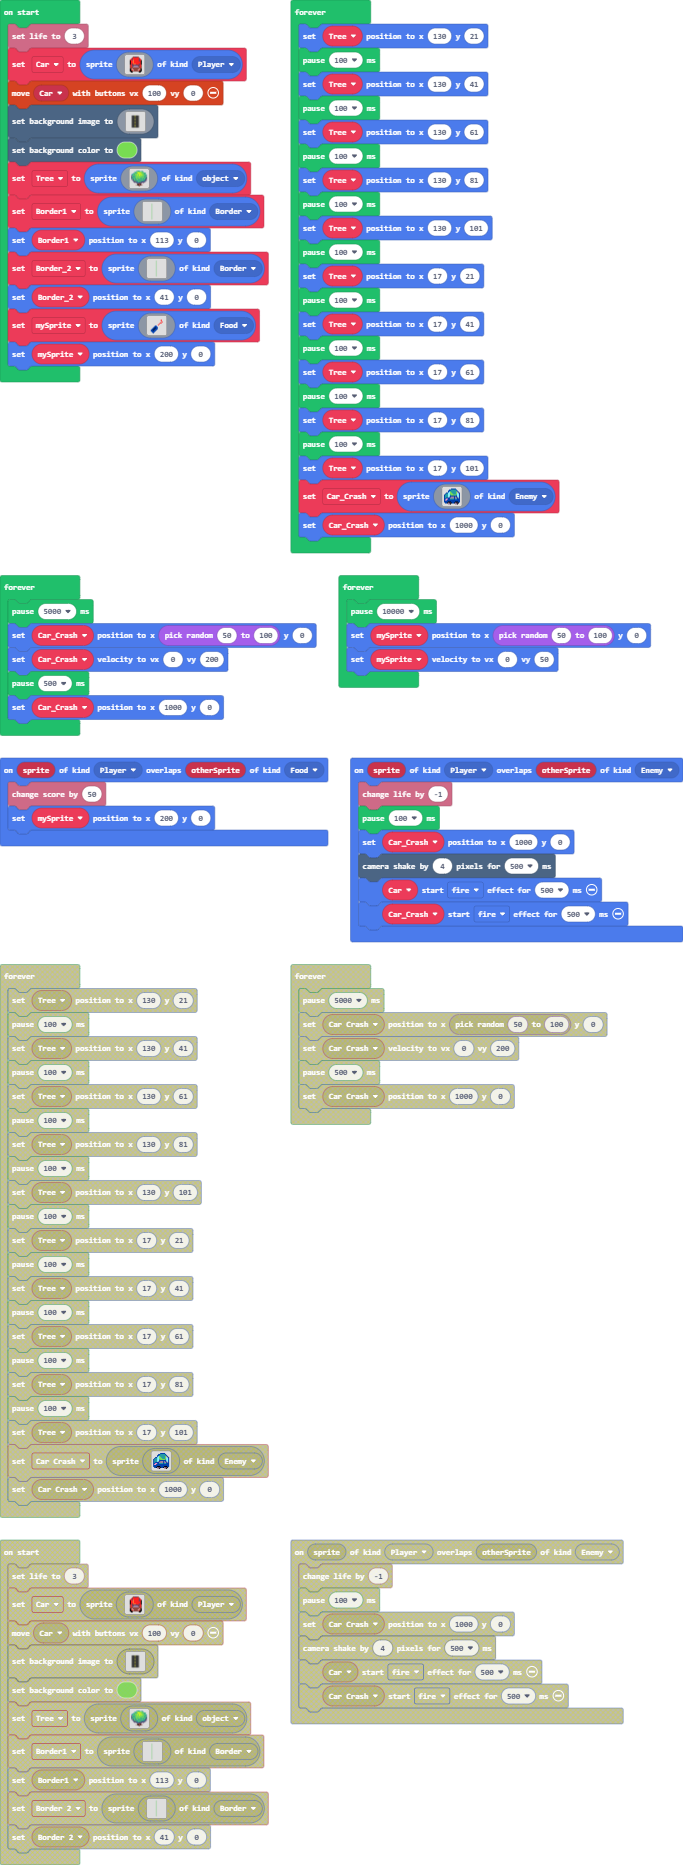 on start
set life to 3
set Car to sprite of kind Player
move Car with buttons vx 100 vy 0
set background image to
set background color to
set Tree to sprite of kind object
set Border1 to sprite of kind Border
set Border1 position to x 113 y 0
set Border_2 to sprite of kind Border
set Border_2 position to x 41 y 0
set mySprite to sprite of kind Food
set mySprite position to x 200 y 0
forever
set Tree position to x 130 y 21
pause 100 ms
set Tree position to x 130 y 41
pause 100 ms
set Tree position to x 130 y 61
pause 100 ms
set Tree position to x 130 y 81
pause 100 ms
set Tree position to x 130 y 101
pause 100 ms
set Tree position to x 17 y 21
pause 100 ms
set Tree position to x 17 y 41
pause 100 ms
set Tree position to x 17 y 61
pause 100 ms
set Tree position to x 17 y 81
pause 100 ms
set Tree position to x 17 y 101
set Car_Crash to sprite of kind Enemy
set Car_Crash position to x 1000 y 0
forever
pause 5000 ms
set Car_Crash position to x pick random 50 to 100 y 0
set Car_Crash velocity to vx 0 vy 200
pause 500 ms
set Car_Crash position to x 1000 y 0
forever
pause 10000 ms
set mySprite position to x pick random 50 to 100 y 0
set mySprite velocity to vx 0 vy 50
on sprite of kind Player overlaps otherSprite of kind Food
change score by 50
set mySprite position to x 200 y 0
on sprite of kind Player overlaps otherSprite of kind Enemy
change life by -1
pause 100 ms
set Car_Crash position to x 1000 y 0
camera shake by 4 pixels for 500 ms
Car start fire effect for 500 ms
Car_Crash start fire effect for 500 ms
forever
set Tree position to x 130 y 21
pause 100 ms
set Tree position to x 130 y 41
pause 100 ms
set Tree position to x 130 y 61
pause 100 ms
set Tree position to x 130 y 81
pause 100 ms
set Tree position to x 130 y 101
pause 100 ms
set Tree position to x 17 y 21
pause 100 ms
set Tree position to x 17 y 41
pause 100 ms
set Tree position to x 17 y 61
pause 100 ms
set Tree position to x 17 y 81
pause 100 ms
set Tree position to x 17 y 101
set Car Crash to sprite of kind Enemy
set Car Crash position to x 1000 y 0
forever
pause 5000 ms
set Car Crash position to x pick random 50 to 100 y 0
set Car Crash velocity to vx 0 vy 200
pause 500 ms
set Car Crash position to x 1000 y 0
on start
set life to 3
set Car to sprite of kind Player
move Car with buttons vx 100 vy 0
set background image to
set background color to
set Tree to sprite of kind object
set Border1 to sprite of kind Border
set Border1 position to x 113 y 0
set Border 2 to sprite of kind Border
set Border 2 position to x 41 y 0
on sprite of kind Player overlaps otherSprite of kind Enemy
change life by -1
pause 100 ms
set Car Crash position to x 1000 y 0
camera shake by 4 pixels for 500 ms
Car start fire effect for 500 ms
Car Crash start fire effect for 500 ms